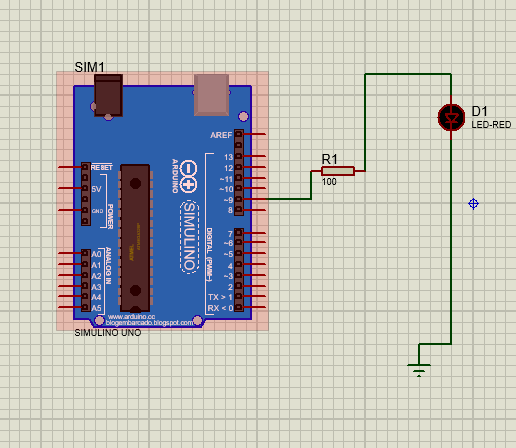 SIM1
AREF
RESET
5V
GND
POWER
A0
A1
A2
A3
A4
A5
ANALOG IN
ARDUINO
SIMULINO
13
12
~11
~10
~9
8
7
~6
~5
4
~3
2
TX > 1
RX < 0
DIGITAL (PWM~)
www.arduino.cc
blogembarcado.blogspot.com
SIMULINO UNO
R1
100
D1
LED-RED